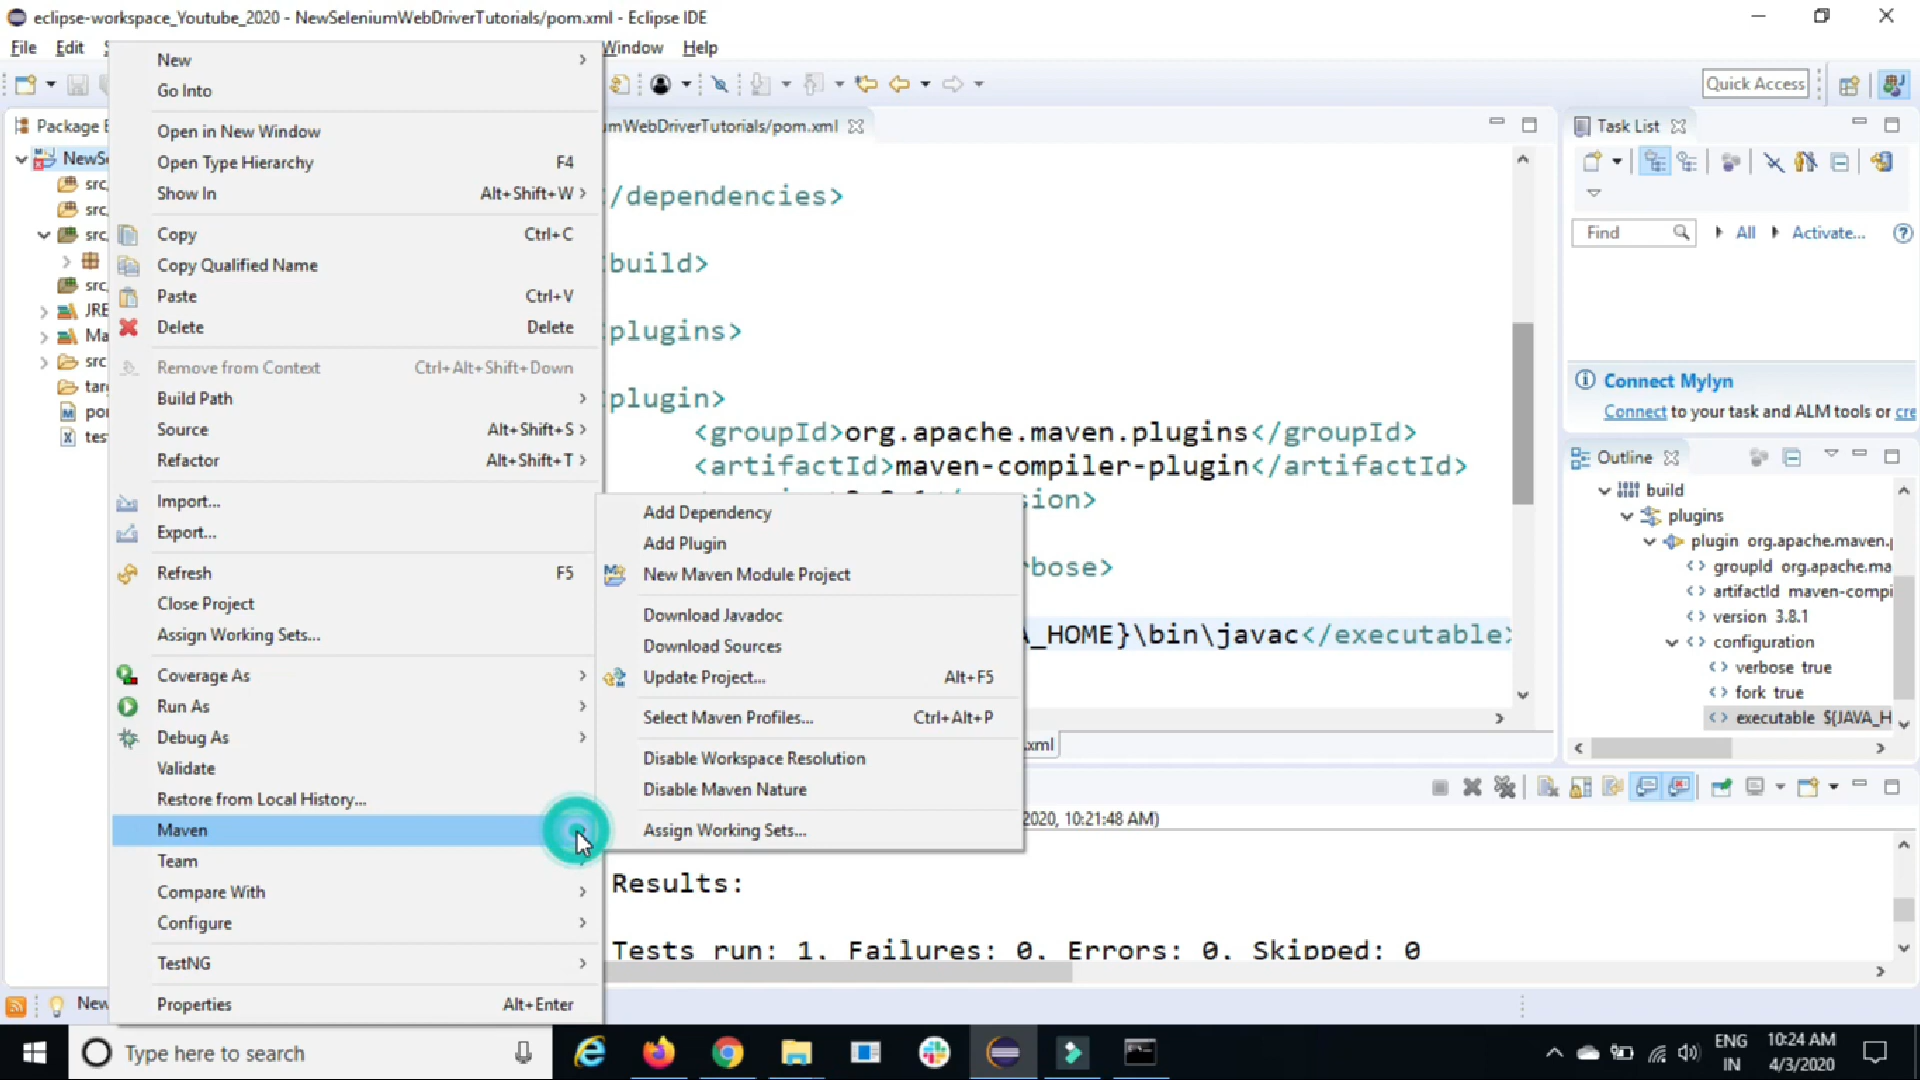 eclipse-workspace_Youtube_2020 - NewSeleniumWebDriverTutorials/pom.xml - Eclipse IDE
File Edit Window Help
Quick Access
Package E
NewSe
src
src
src
src
JRE
Ma
src
tar
po
tes
New
Go Into
Open in New Window
Open Type Hierarchy F4
Show In Alt+Shift+W
Copy Ctrl+C
Copy Qualified Name
Paste Ctrl+V
Delete Delete
Remove from Context Ctrl+Alt+Shift+Down
Build Path
Source Alt+Shift+S
Refactor Alt+Shift+T
Import...
Export...
Refresh F5
Close Project
Assign Working Sets...
Coverage As
Run As
Debug As
Validate
Restore from Local History...
Maven
Team
Compare With
Configure
TestNG
Properties Alt+Enter
Add Dependency
Add Plugin
New Maven Module Project
Download Javadoc
Download Sources
Update Project... Alt+F5
Select Maven Profiles... Ctrl+Alt+P
Disable Workspace Resolution
Disable Maven Nature
Assign Working Sets...
mWebDriverTutorials/pom.xml
/dependencies>
build>
plugins>
plugin>
<groupId>org.apache.maven.plugins</groupId>
<artifactId>maven-compiler-plugin</artifactId>
sion>
bose>
A_HOME}\bin\javac</executable>
.xml
Task List
Find All Activate...
Connect Mylyn
Connect to your task and ALM tools or cre
Outline
build
plugins
plugin org.apache.maven.p
groupId org.apache.ma
artifactId maven-compi
version 3.8.1
configuration
verbose true
fork true
executable ${JAVA_H
2020, 10:21:48 AM)
Results:
Tests run: 1, Failures: 0, Errors: 0, Skipped: 0
New
Type here to search
ENG
IN
10:24 AM
4/3/2020